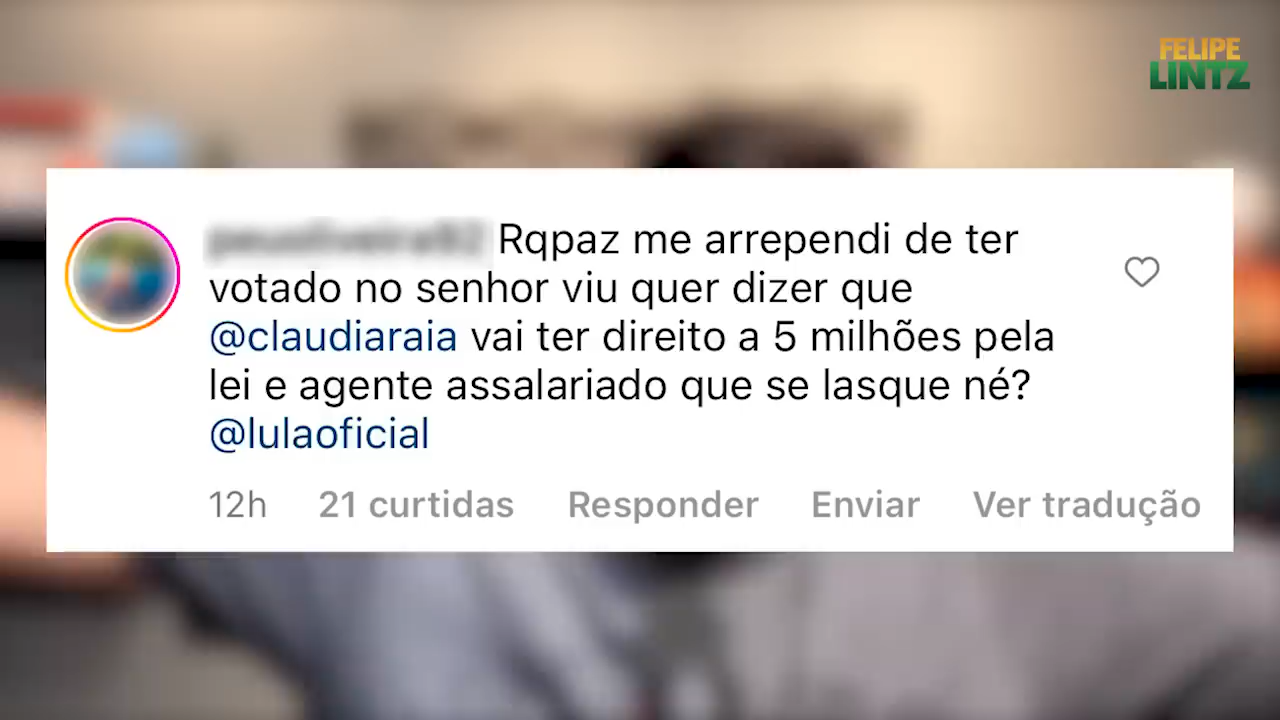 FELIPE
LINTZ
Rqpaz me arrependi de ter
votado no senhor viu quer dizer que
@claudiaraia vai ter direito a 5 milhões pela
lei e agente assalariado que se lasque né?
@lulaoficial
12h 21 curtidas Responder Enviar Ver tradução